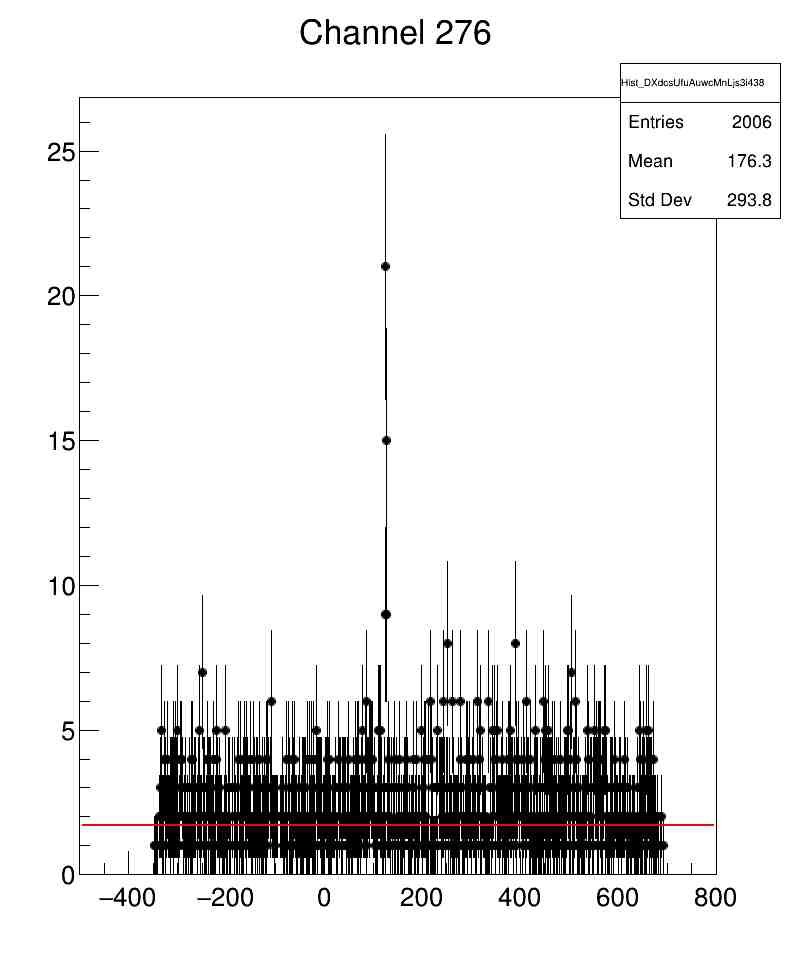 Channel 276
Hist_DXdcsUfuAuwcMnLjs3i438
Entries 2006
Mean 176.3
Std Dev 293.8
25
20
15
10
5
0
−400 −200 0 200 400 600 800